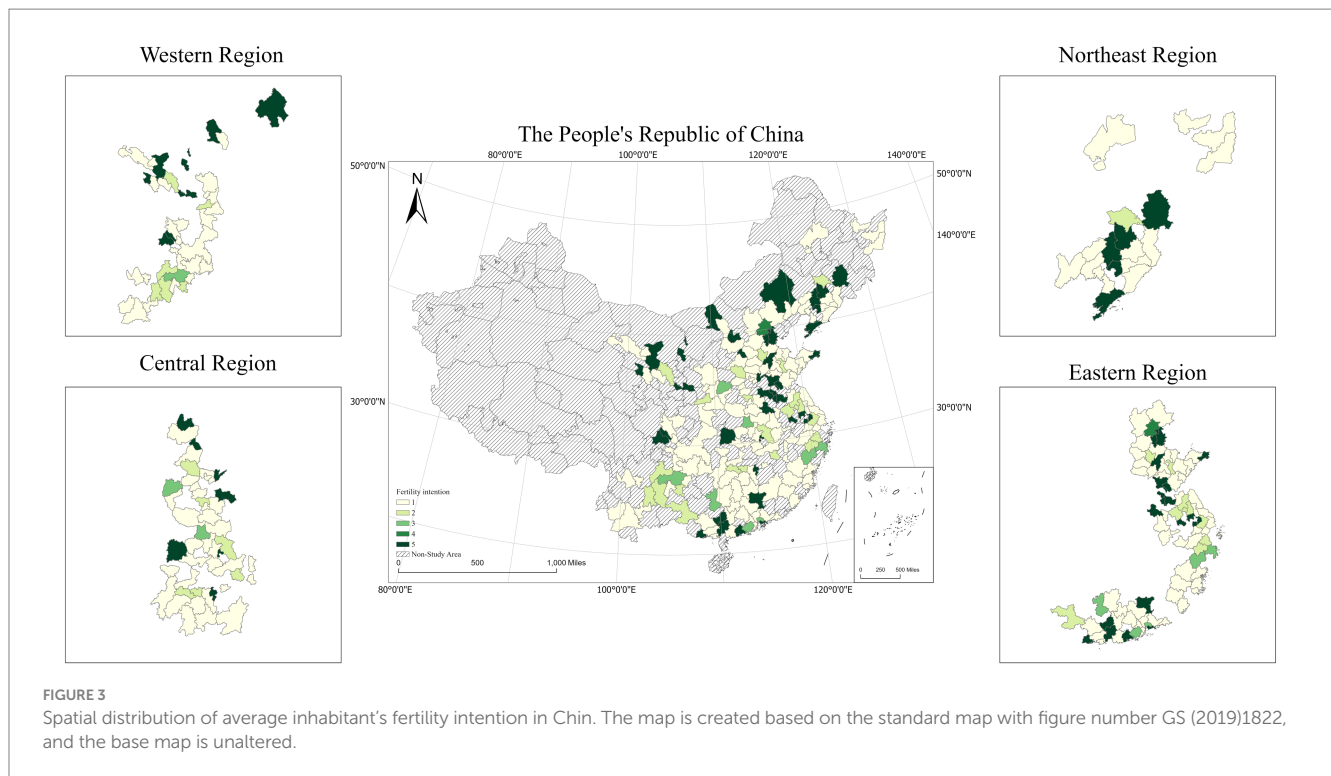 Western Region
Northeast Region
The People's Republic of China
80°0'0"E
100°0'0"E
120°0'0"E
140°0'0"E
50°0'0"N
50°0'0"N
N
140°0'0"E
Central Region
Eastern Region
30°0'0"N
30°0'0"N
Fertility intention
1
2
3
4
5
Non-Study Area
0 500 1,000 Miles
0 250 500 Miles
80°0'0"E
100°0'0"E
120°0'0"E
FIGURE 3
Spatial distribution of average inhabitant's fertility intention in Chin. The map is created based on the standard map with figure number GS (2019)1822,
and the base map is unaltered.